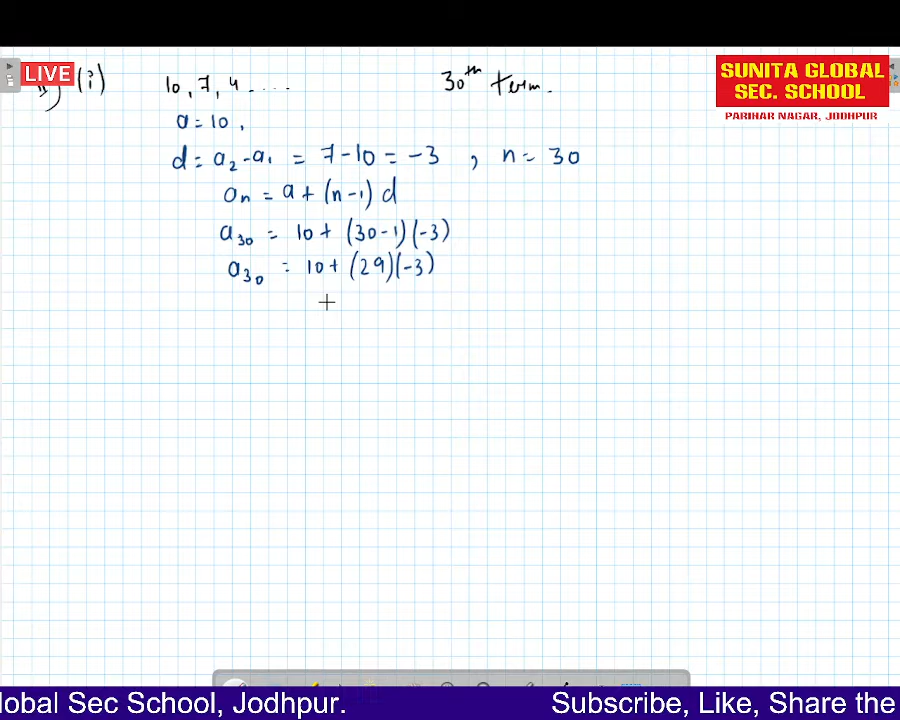 LIVE
(i) 10, 7, 4 .... 30th term.
SUNITA GLOBAL
SEC. SCHOOL
PARIHAR NAGAR, JODHPUR
a = 10,
d = a2 - a1 = 7 - 10 = -3 , n = 30
an = a + (n-1) d
a30 = 10 + (30-1)(-3)
a30 = 10 + (29)(-3)
lobal Sec School, Jodhpur. Subscribe, Like, Share the